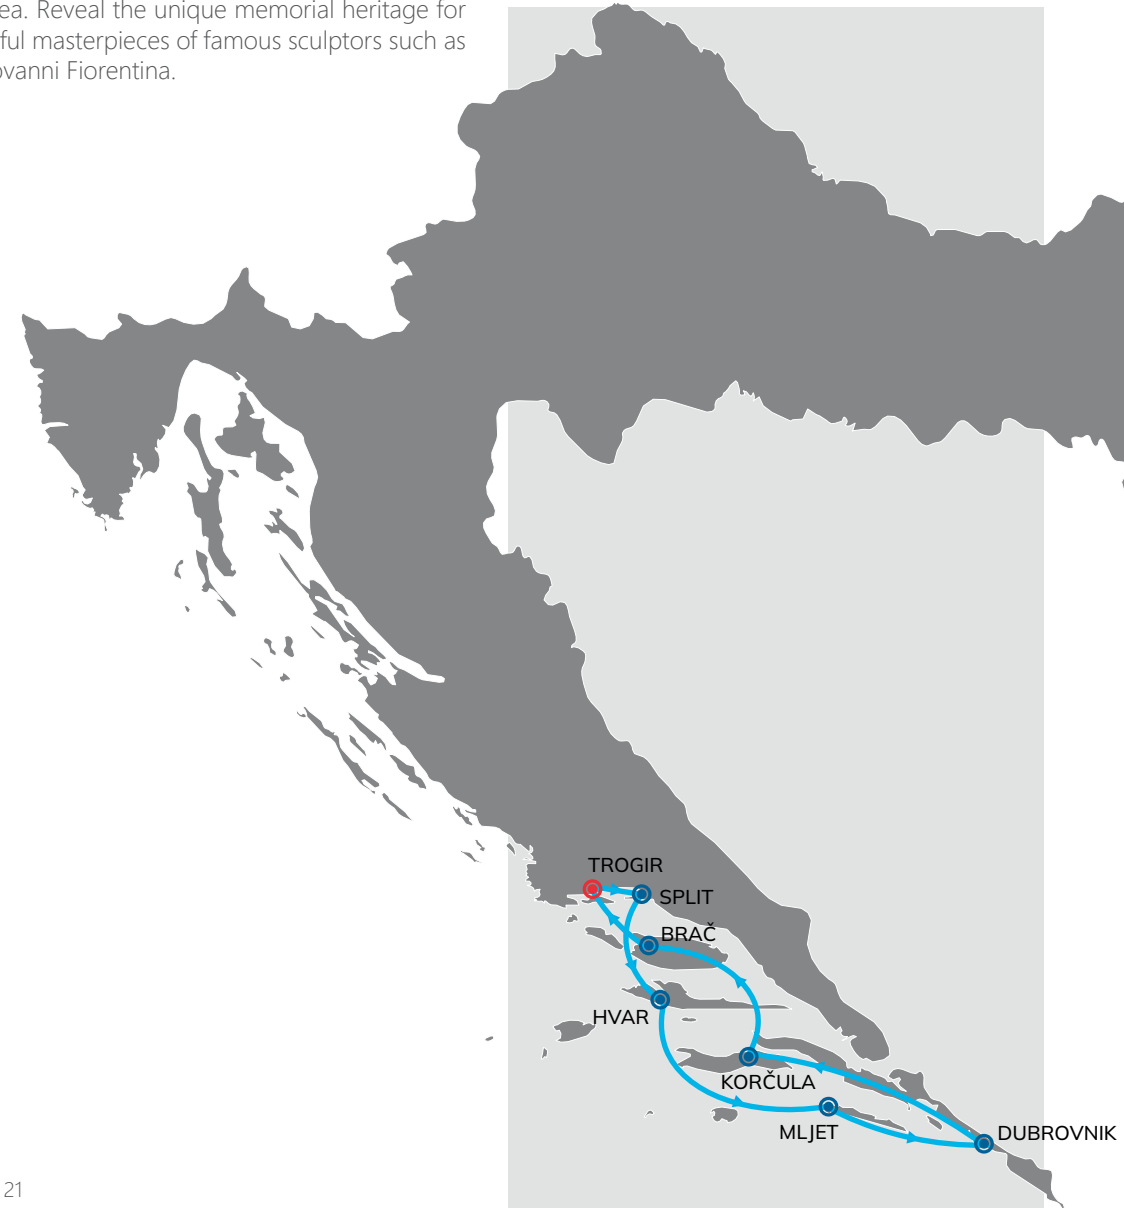 ea. Reveal the unique memorial heritage for
ful masterpieces of famous sculptors such as
ovanni Fiorentina.
TROGIR
SPLIT
BRAČ
HVAR
KORČULA
MLJET
DUBROVNIK
21